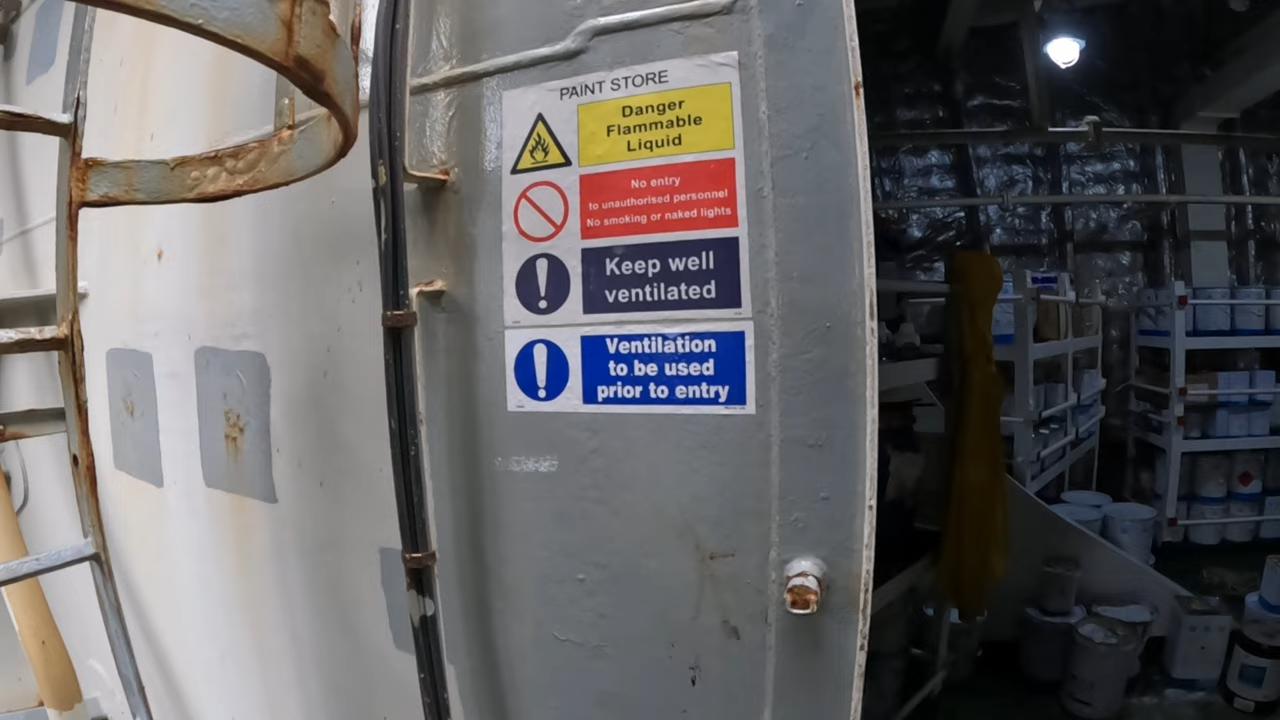 PAINT STORE
Danger
Flammable
Liquid
No entry
to unauthorised personnel
No smoking or naked lights
Keep well
ventilated
Ventilation
to be used
prior to entry